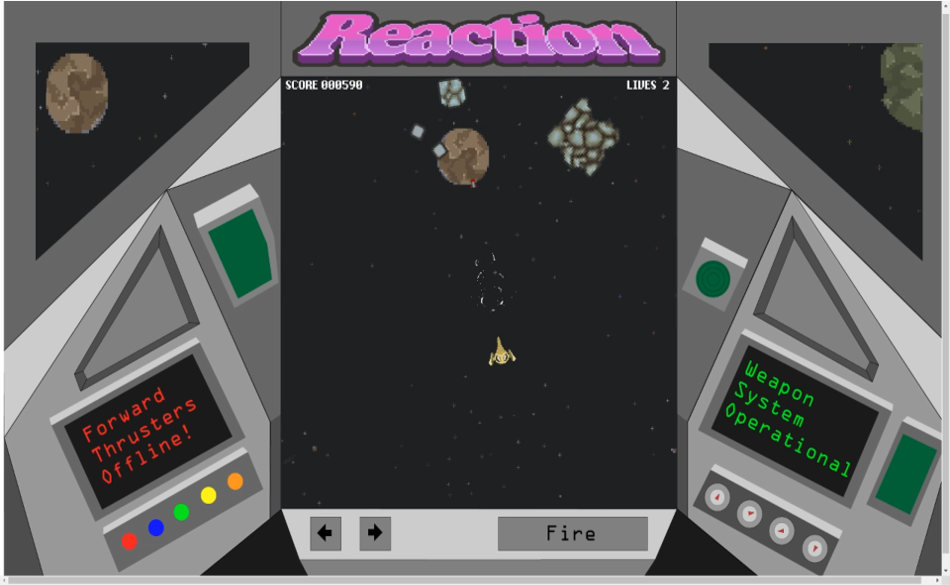 Reaction
SCORE 000590
LIVES 2
Forward
Thrusters
Offline!
Weapon
System
Operational
Fire